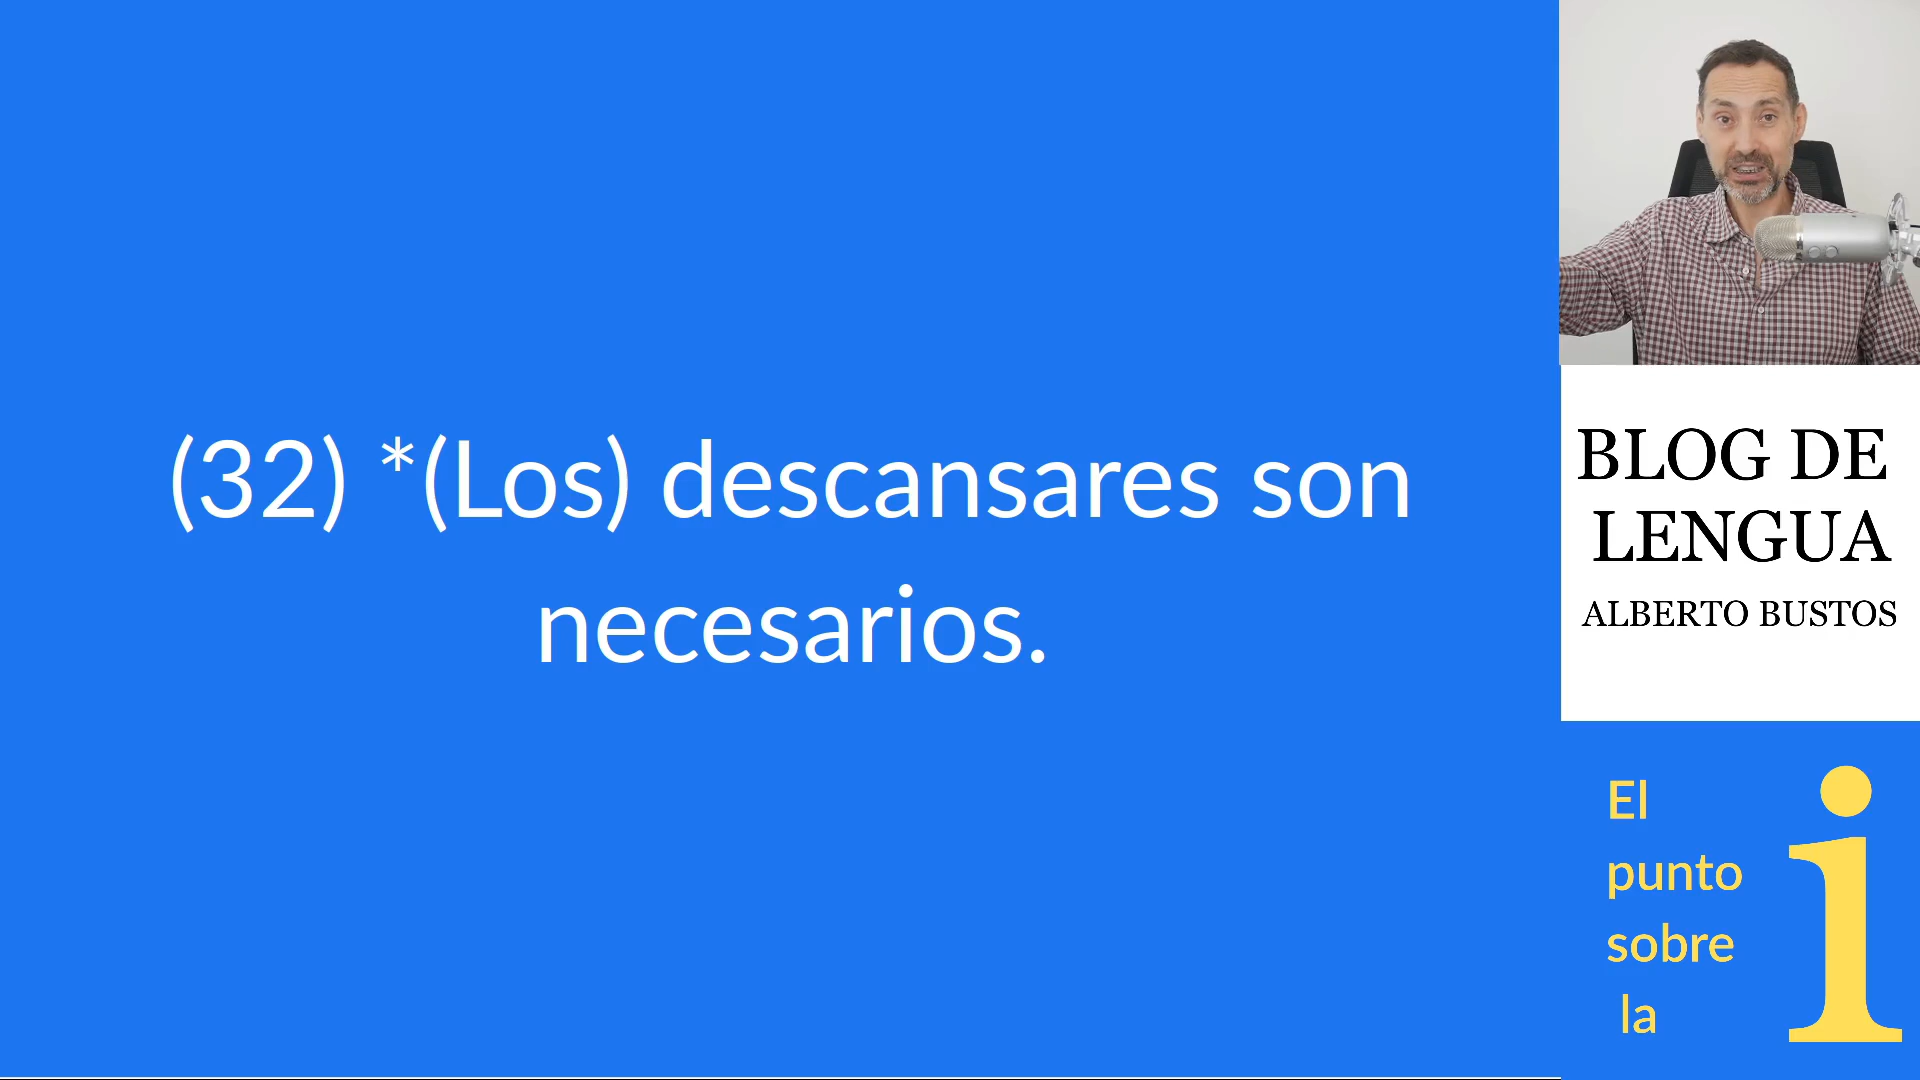 (32) *(Los) descansares son
necesarios.
BLOG DE
LENGUA
ALBERTO BUSTOS
El
punto
sobre
la
i